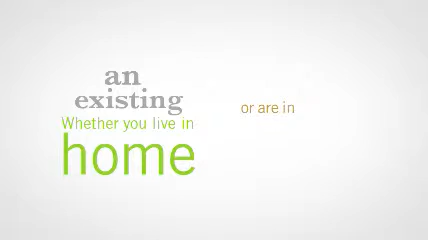 an
existing
Whether you live in
home
or are in